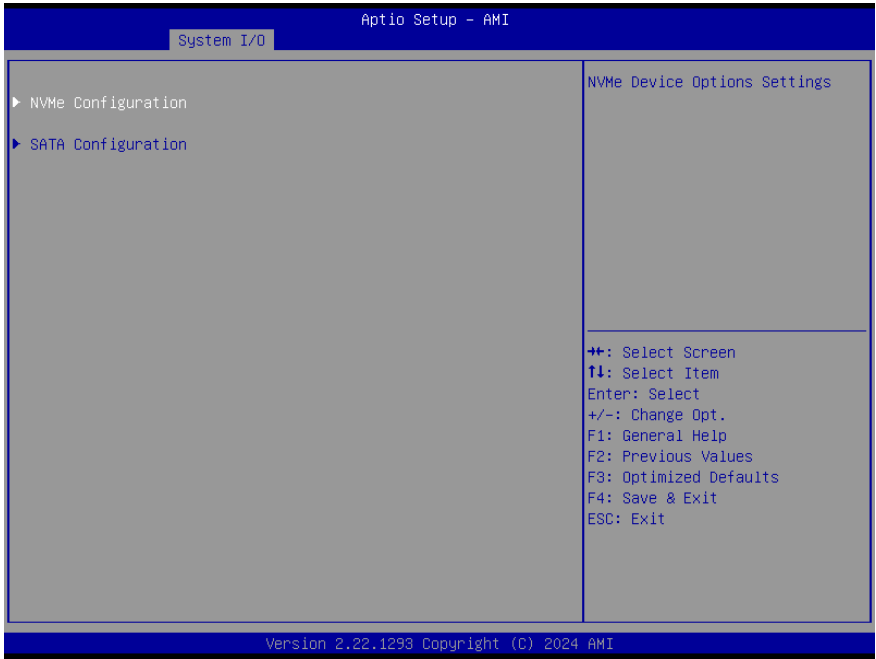 Aptio Setup – AMI
System I/O
NVMe Configuration
SATA Configuration
NVMe Device Options Settings
→←: Select Screen
↑↓: Select Item
Enter: Select
+/-: Change Opt.
F1: General Help
F2: Previous Values
F3: Optimized Defaults
F4: Save & Exit
ESC: Exit
Version 2.22.1293 Copyright (C) 2024 AMI